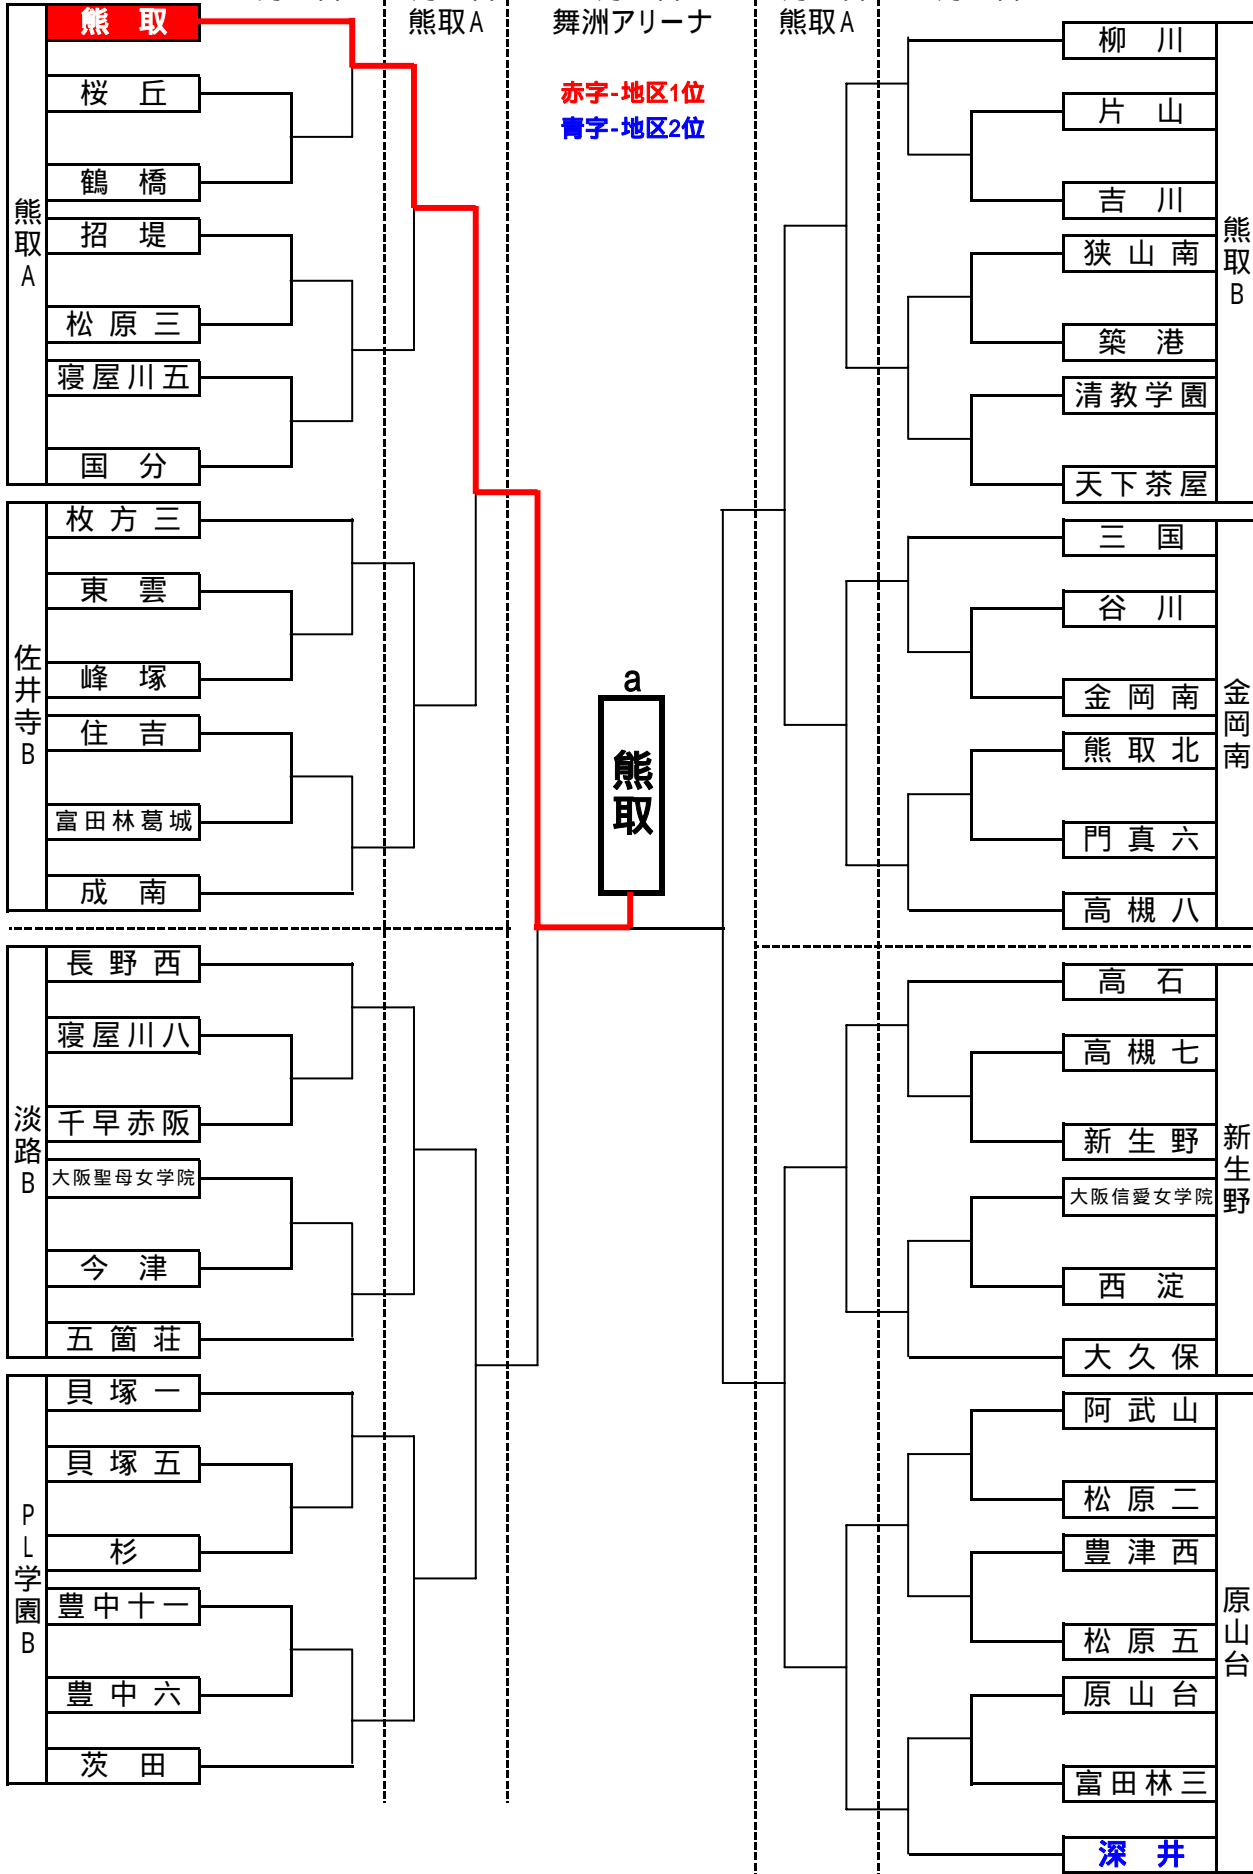 熊取A
舞洲アリーナ
熊取A
赤字-地区1位
青字-地区2位
熊取A
熊取
桜丘
鶴橋
招堤
松原三
寝屋川五
国分
佐井寺B
枚方三
東雲
峰塚
住吉
富田林葛城
成南
淡路B
長野西
寝屋川八
千早赤阪
大阪聖母女学院
今津
五箇荘
PL学園B
貝塚一
貝塚五
杉
豊中十一
豊中六
茨田
a
熊取
柳川
片山
吉川
狭山南
築港
清教学園
天下茶屋
熊取B
三国
谷川
金岡南
熊取北
門真六
高槻八
金岡南
高石
高槻七
新生野
大阪信愛女学院
西淀
大久保
新生野
阿武山
松原二
豊津西
松原五
原山台
富田林三
深井
原山台